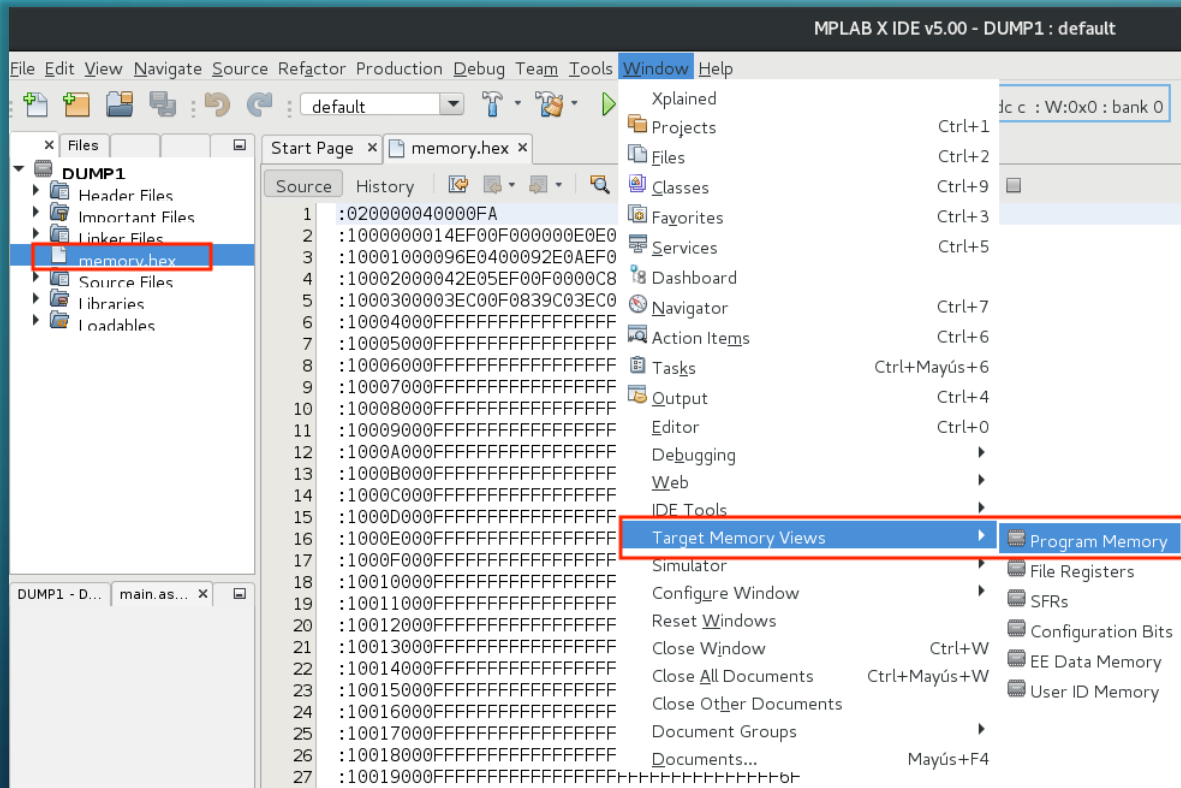 MPLAB X IDE v5.00 - DUMP1 : default
File Edit View Navigate Source Refactor Production Debug Team Tools Window Help
default
dc c : W:0x0 : bank 0
Files
DUMP1
Header Files
Important Files
Linker Files
memory.hex
Source Files
Libraries
Loadables
DUMP1 - D...
main.as...
Start Page
memory.hex
Source History
1 :020000040000FA
2 :1000000014EF00F000000E0E0
3 :10001000096E0400092E0AEF0
4 :10002000042E05EF00F0000C8
5 :1000300003EC00F0839C03EC0
6 :10004000FFFFFFFFFFFFFFFF
7 :10005000FFFFFFFFFFFFFFFF
8 :10006000FFFFFFFFFFFFFFFF
9 :10007000FFFFFFFFFFFFFFFF
10 :10008000FFFFFFFFFFFFFFFF
11 :10009000FFFFFFFFFFFFFFFF
12 :1000A000FFFFFFFFFFFFFFFF
13 :1000B000FFFFFFFFFFFFFFFF
14 :1000C000FFFFFFFFFFFFFFFF
15 :1000D000FFFFFFFFFFFFFFFF
16 :1000E000FFFFFFFFFFFFFFFF
17 :1000F000FFFFFFFFFFFFFFFF
18 :10010000FFFFFFFFFFFFFFFF
19 :10011000FFFFFFFFFFFFFFFF
20 :10012000FFFFFFFFFFFFFFFF
21 :10013000FFFFFFFFFFFFFFFF
22 :10014000FFFFFFFFFFFFFFFF
23 :10015000FFFFFFFFFFFFFFFF
24 :10016000FFFFFFFFFFFFFFFF
25 :10017000FFFFFFFFFFFFFFFF
26 :10018000FFFFFFFFFFFFFFFF
27 :10019000FFFFFFFFFFFFFFFFFFFFFFFFFFFFFFFF6F
Xplained
Projects Ctrl+1
Files Ctrl+2
Classes Ctrl+9
Favorites Ctrl+3
Services Ctrl+5
Dashboard
Navigator Ctrl+7
Action Items Ctrl+6
Tasks Ctrl+Mayús+6
Output Ctrl+4
Editor Ctrl+0
Debugging
Web
IDE Tools
Target Memory Views
Simulator
Configure Window
Reset Windows
Close Window Ctrl+W
Close All Documents Ctrl+Mayús+W
Close Other Documents
Document Groups
Documents... Mayús+F4
Program Memory
File Registers
SFRs
Configuration Bits
EE Data Memory
User ID Memory